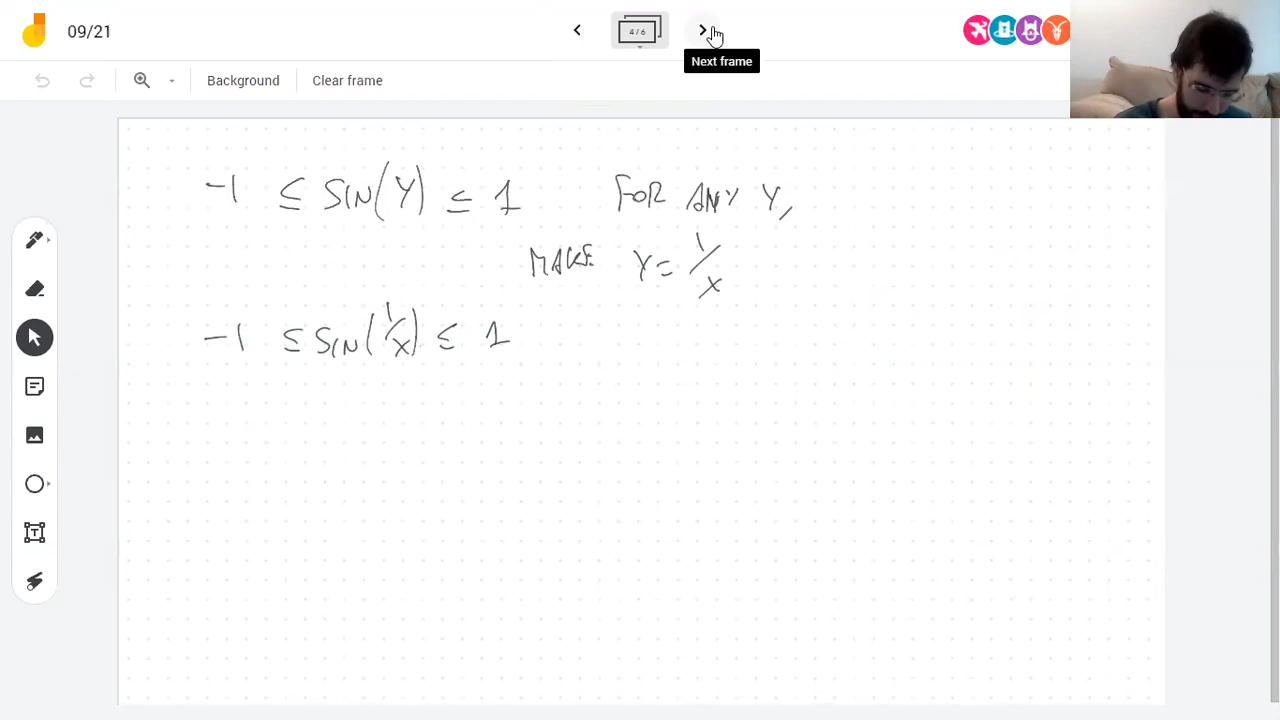 09/21
4 / 6
Next frame
Background
Clear frame
-1 ≤ SIN(Y) ≤ 1 FOR ANY Y,
MAKE Y = 1/X
-1 ≤ SIN(1/X) ≤ 1